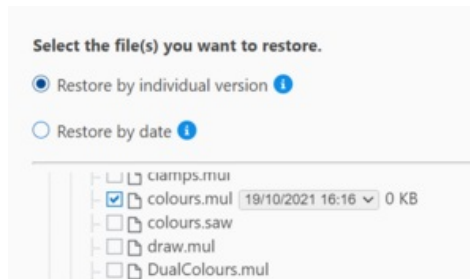 Select the file(s) you want to restore.
Restore by individual version i
Restore by date i
clamps.mul
colours.mul 19/10/2021 16:16 0 KB
colours.saw
draw.mul
DualColours.mul